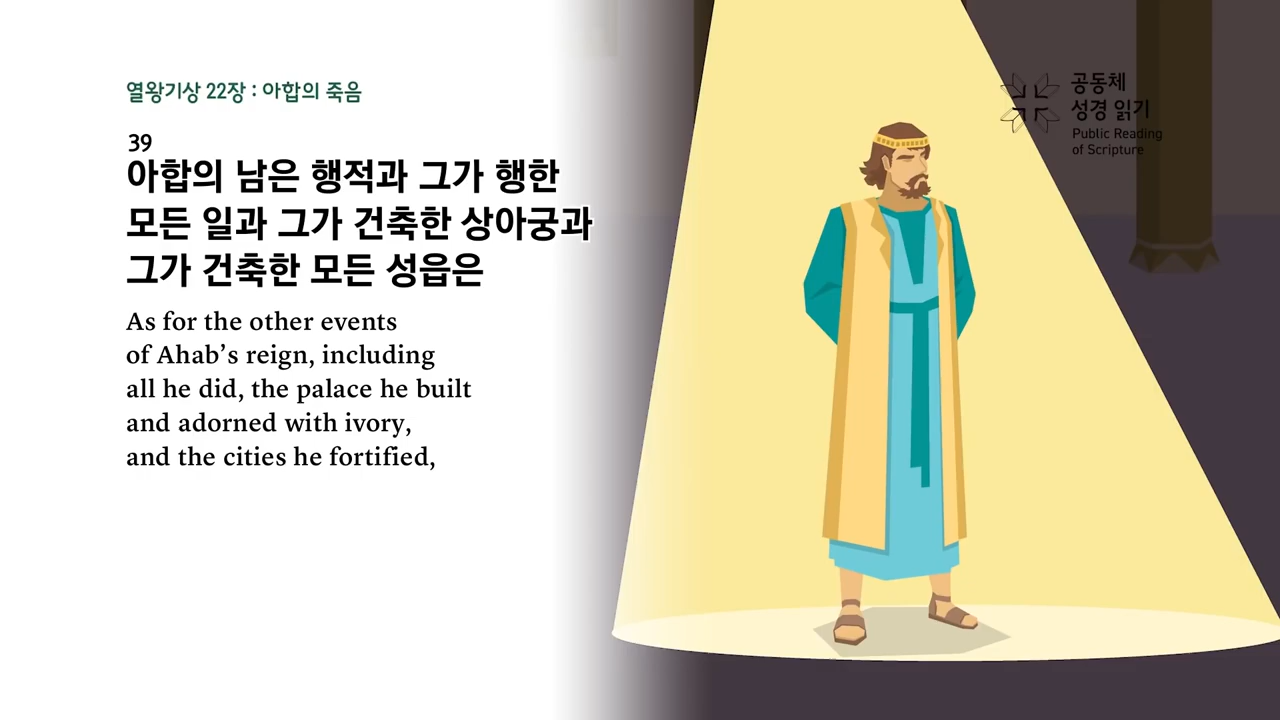 열왕기상 22장 : 아합의 죽음
39
아합의 남은 행적과 그가 행한
모든 일과 그가 건축한 상아궁과
그가 건축한 모든 성읍은
As for the other events
of Ahab’s reign, including
all he did, the palace he built
and adorned with ivory,
and the cities he fortified,
공동체
성경 읽기
Public Reading
of Scripture